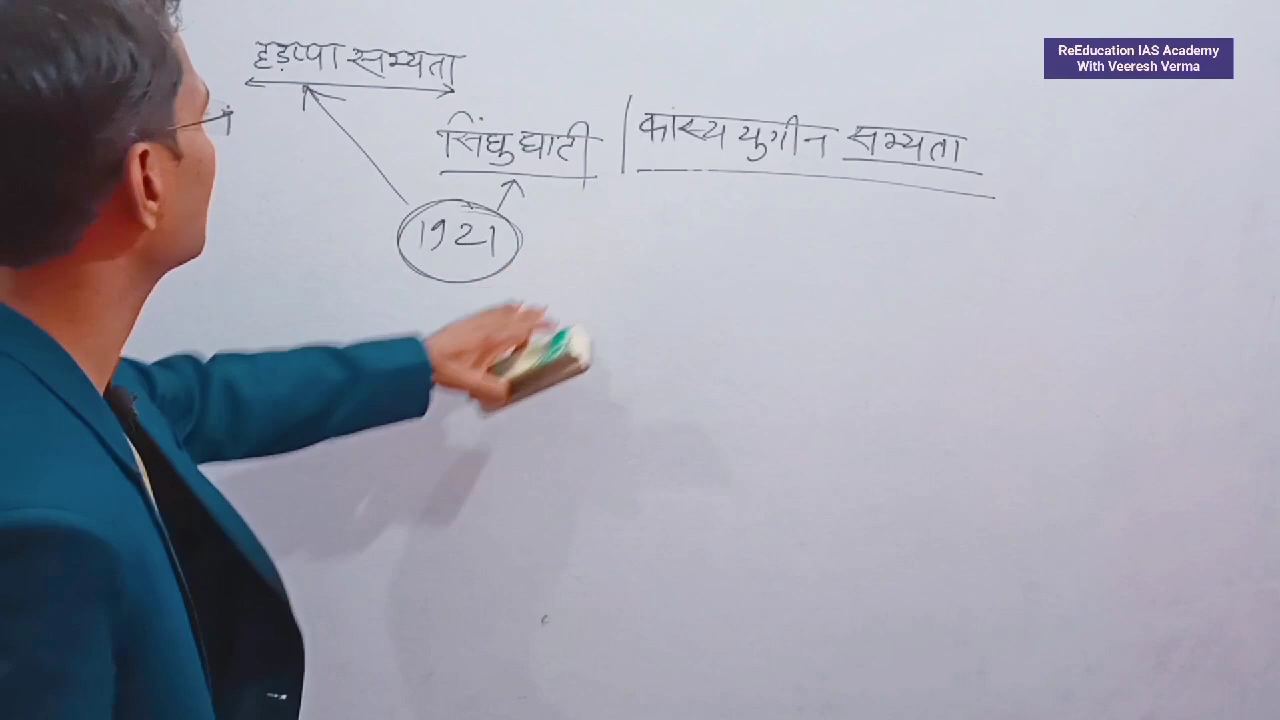 हड़प्पा सभ्यता
सिंघु घाटी | कांस्य युगीन सभ्यता
1921
ReEducation IAS Academy
With Veeresh Verma